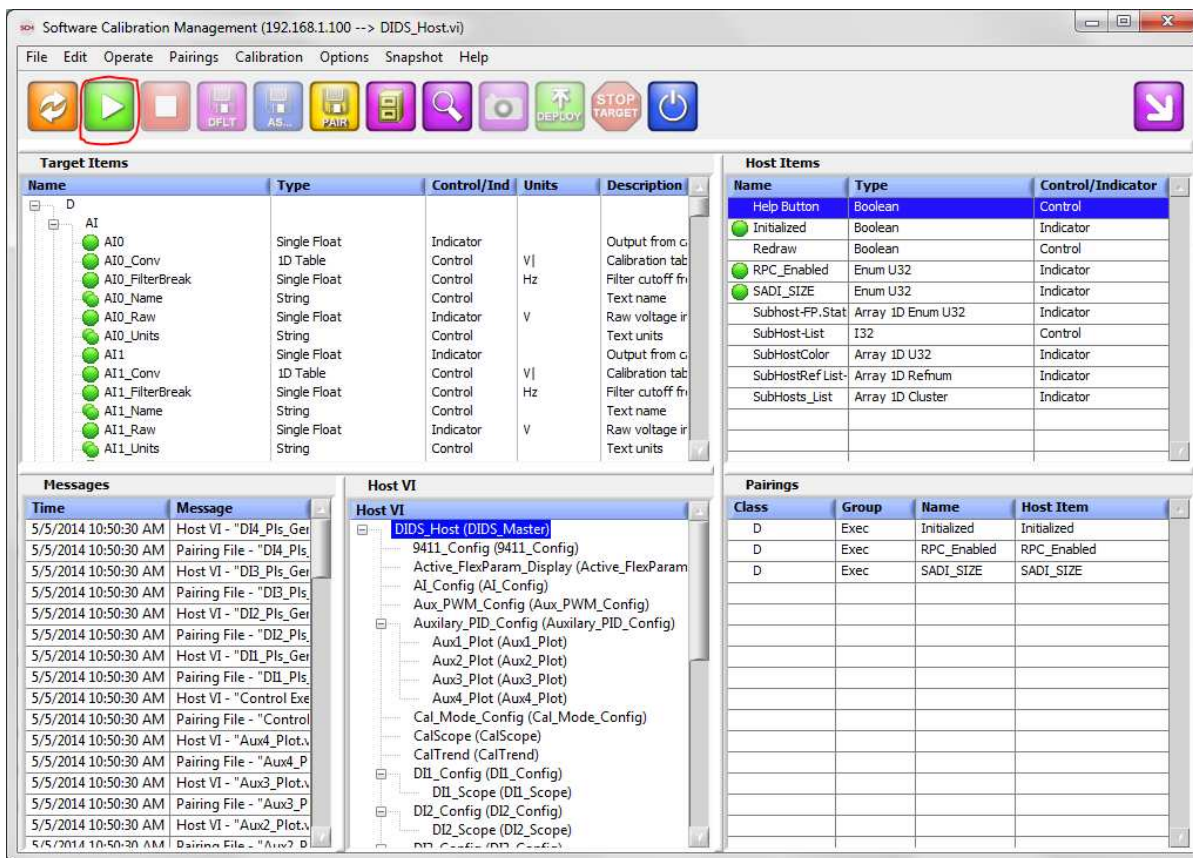 SCM Software Calibration Management (192.168.1.100 --> DIDS_Host.vi)
File Edit Operate Pairings Calibration Options Snapshot Help
DFLT AS... PAIR DEPLOY STOP TARGET
Target Items
Name Type Control/Ind Units Description
D
AI
AI0 Single Float Indicator Output from ca
AI0_Conv 1D Table Control V| Calibration tab
AI0_FilterBreak Single Float Control Hz Filter cutoff fre
AI0_Name String Control Text name
AI0_Raw Single Float Indicator V Raw voltage in
AI0_Units String Control Text units
AI1 Single Float Indicator Output from ca
AI1_Conv 1D Table Control V| Calibration tab
AI1_FilterBreak Single Float Control Hz Filter cutoff fre
AI1_Name String Control Text name
AI1_Raw Single Float Indicator V Raw voltage in
AI1_Units String Control Text units
Host Items
Name Type Control/Indicator
Help Button Boolean Control
Initialized Boolean Indicator
Redraw Boolean Control
RPC_Enabled Enum U32 Indicator
SADI_SIZE Enum U32 Indicator
Subhost-FP.Stat Array 1D Enum U32 Indicator
SubHost-List I32 Control
SubHostColor Array 1D U32 Indicator
SubHostRef List- Array 1D Refnum Indicator
SubHosts_List Array 1D Cluster Indicator
Messages
Time Message
5/5/2014 10:50:30 AM Host VI - "DI4_Pls_Ger
5/5/2014 10:50:30 AM Pairing File - "DI4_Pls_
5/5/2014 10:50:30 AM Host VI - "DI3_Pls_Ger
5/5/2014 10:50:30 AM Pairing File - "DI3_Pls_
5/5/2014 10:50:30 AM Host VI - "DI2_Pls_Ger
5/5/2014 10:50:30 AM Pairing File - "DI2_Pls_
5/5/2014 10:50:30 AM Host VI - "DI1_Pls_Ger
5/5/2014 10:50:30 AM Pairing File - "DI1_Pls_
5/5/2014 10:50:30 AM Host VI - "Control Exe
5/5/2014 10:50:30 AM Pairing File - "Control
5/5/2014 10:50:30 AM Host VI - "Aux4_Plot.v
5/5/2014 10:50:30 AM Pairing File - "Aux4_P
5/5/2014 10:50:30 AM Host VI - "Aux3_Plot.v
5/5/2014 10:50:30 AM Pairing File - "Aux3_P
5/5/2014 10:50:30 AM Host VI - "Aux2_Plot.v
5/5/2014 10:50:30 AM Pairing File - "Aux2_P
Host VI
Host VI
DIDS_Host (DIDS_Master)
9411_Config (9411_Config)
Active_FlexParam_Display (Active_FlexParam
AI_Config (AI_Config)
Aux_PWM_Config (Aux_PWM_Config)
Auxilary_PID_Config (Auxilary_PID_Config)
Aux1_Plot (Aux1_Plot)
Aux2_Plot (Aux2_Plot)
Aux3_Plot (Aux3_Plot)
Aux4_Plot (Aux4_Plot)
Cal_Mode_Config (Cal_Mode_Config)
CalScope (CalScope)
CalTrend (CalTrend)
DI1_Config (DI1_Config)
DI1_Scope (DI1_Scope)
DI2_Config (DI2_Config)
DI2_Scope (DI2_Scope)
DI3_Config (DI3_Config)
Pairings
Class Group Name Host Item
D Exec Initialized Initialized
D Exec RPC_Enabled RPC_Enabled
D Exec SADI_SIZE SADI_SIZE